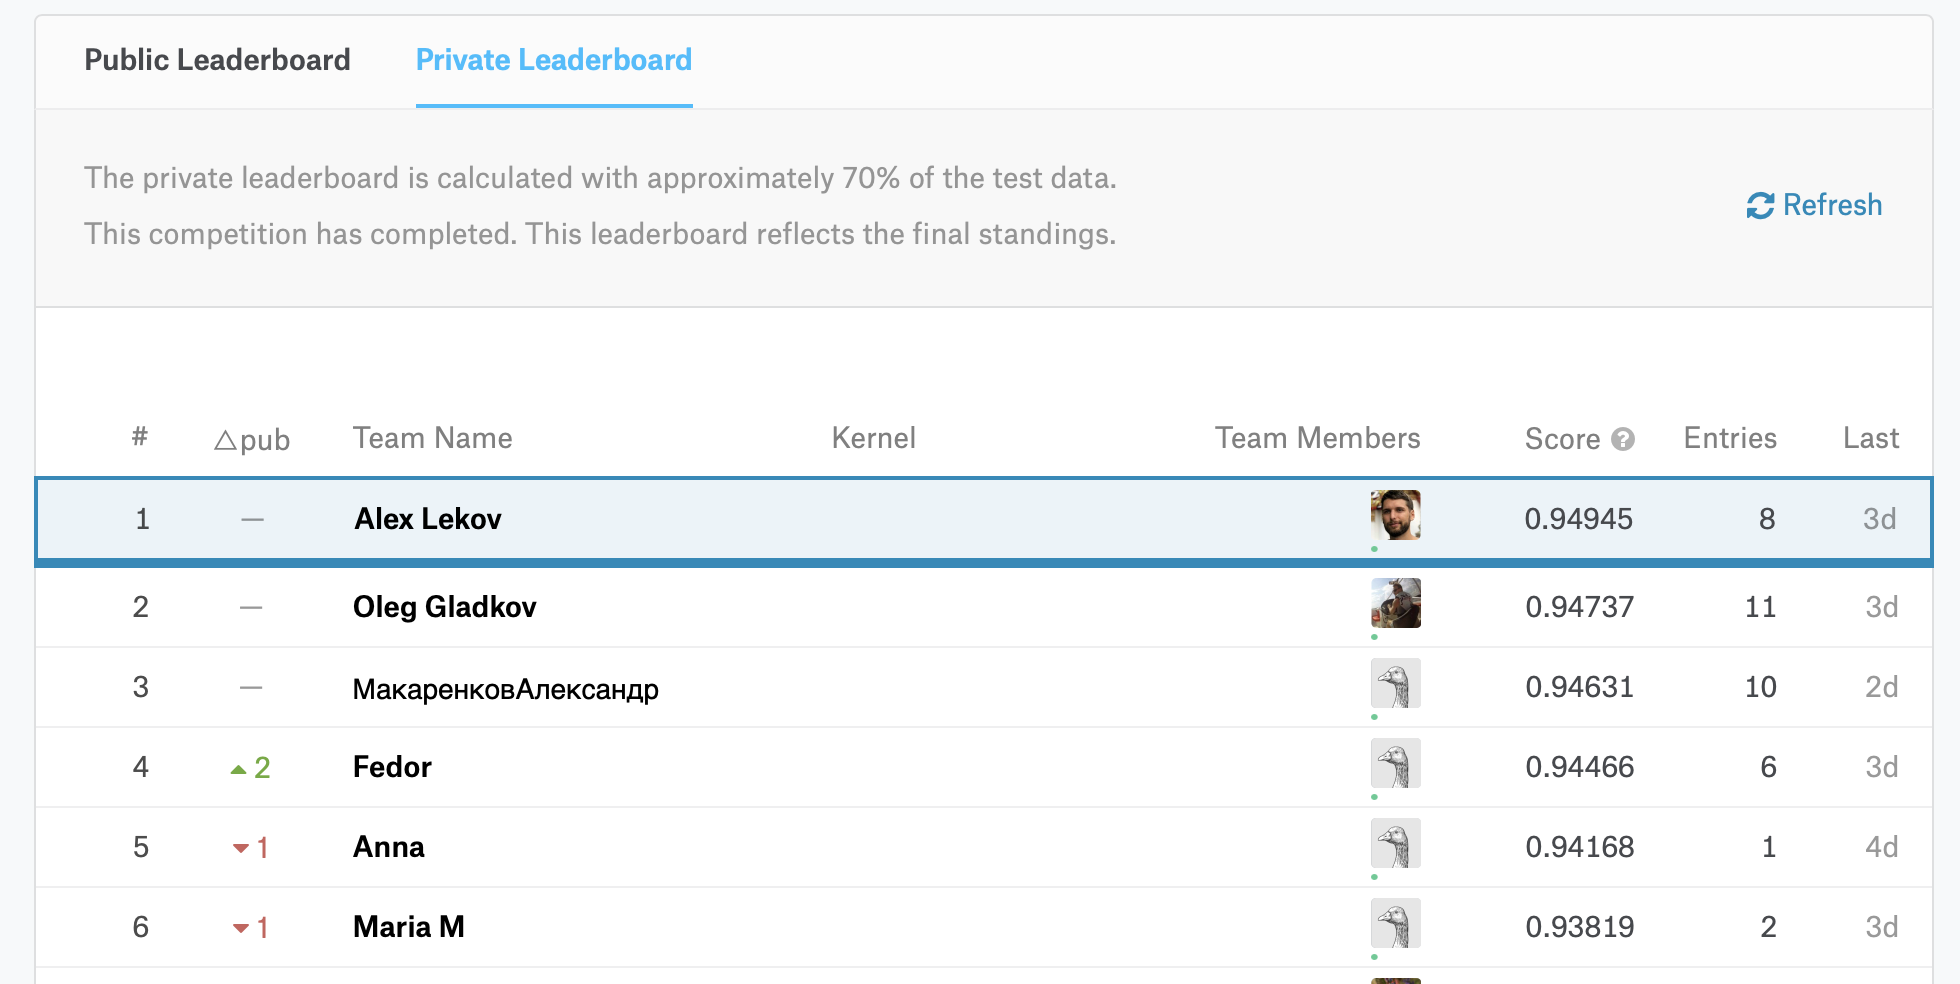 Public Leaderboard Private Leaderboard
The private leaderboard is calculated with approximately 70% of the test data.
This competition has completed. This leaderboard reflects the final standings.
Refresh
# △pub Team Name Kernel Team Members Score ? Entries Last
1 — Alex Lekov 0.94945 8 3d
2 — Oleg Gladkov 0.94737 11 3d
3 — МакаренковАлександр 0.94631 10 2d
4 ▲2 Fedor 0.94466 6 3d
5 ▼1 Anna 0.94168 1 4d
6 ▼1 Maria M 0.93819 2 3d